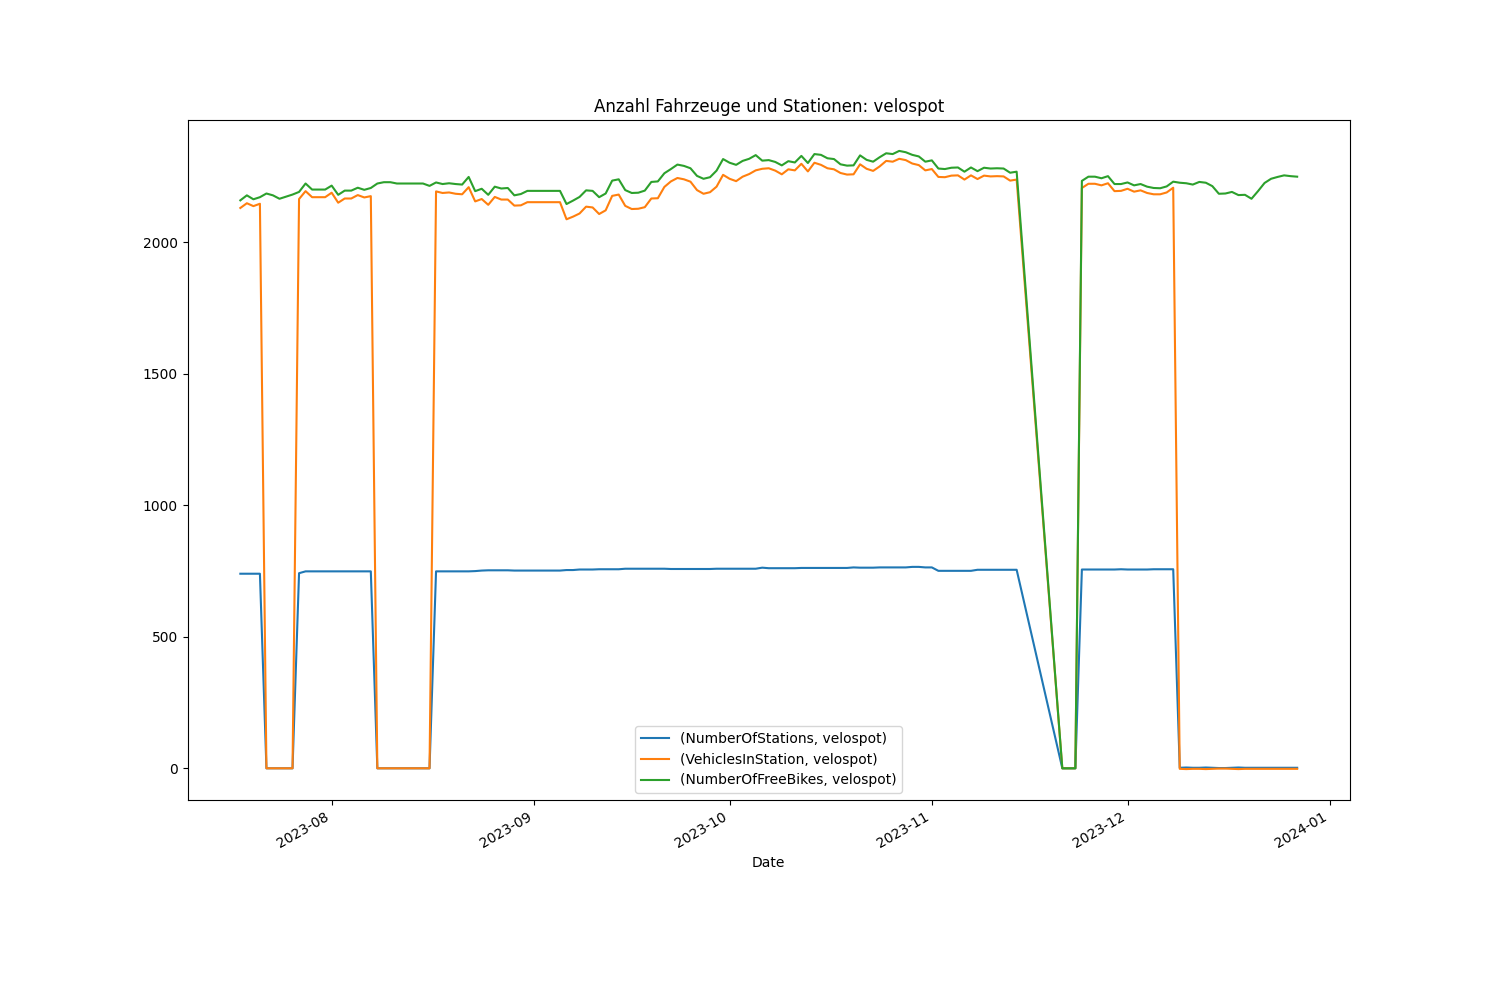 Anzahl Fahrzeuge und Stationen: velospot
2000
1500
1000
500
0
(NumberOfStations, velospot)
(VehiclesInStation, velospot)
(NumberOfFreeBikes, velospot)
2023-08
2023-09
2023-10
2023-11
2023-12
2024-01
Date